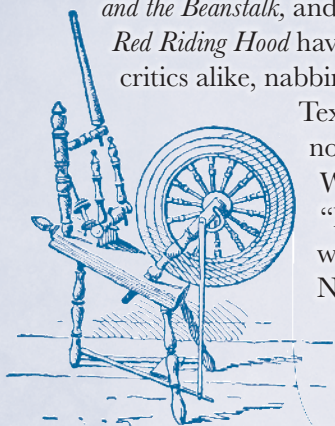 and the Beanstalk, and
Red Riding Hood hav
critics alike, nabbin
Tex
no
W
“
w
N